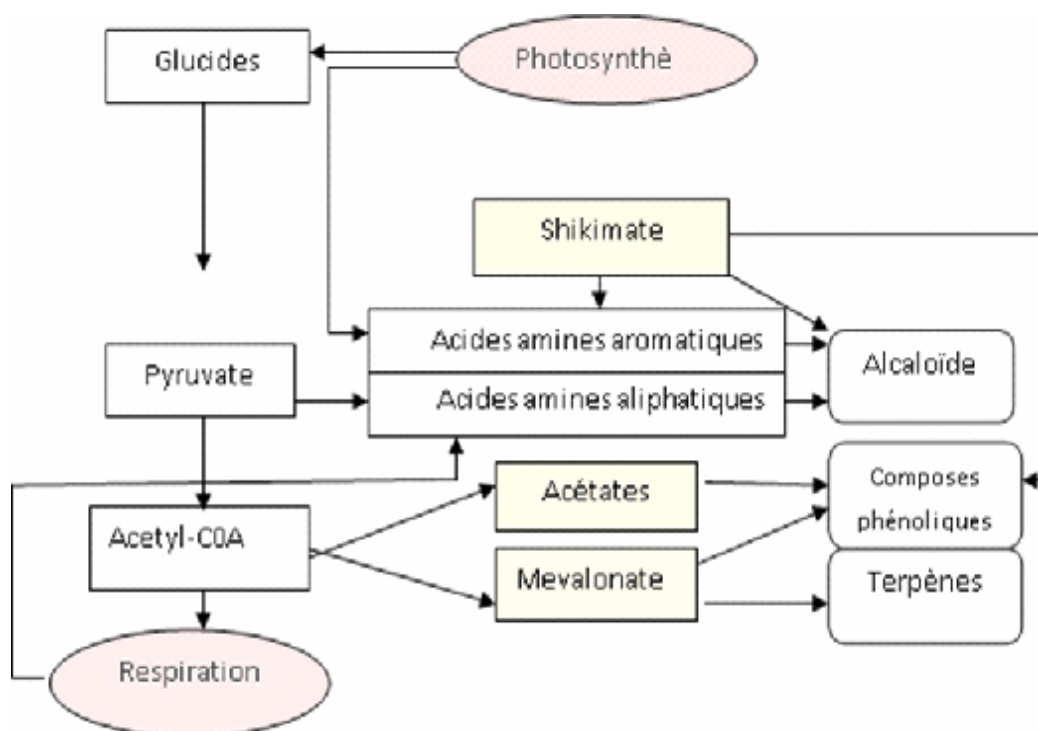 Glucides
Photosynthè
Shikimate
Acides amines aromatiques
Alcaloïde
Pyruvate
Acides amines aliphatiques
Acétates
Composes
phénoliques
Acetyl-C0A
Mevalonate
Terpènes
Respiration